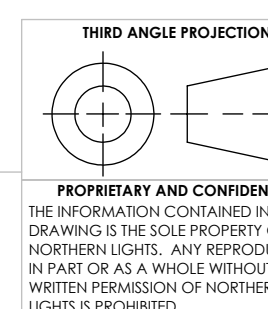 THIRD ANGLE PROJECTION
PROPRIETARY AND CONFIDEN
THE INFORMATION CONTAINED IN
DRAWING IS THE SOLE PROPERTY
NORTHERN LIGHTS. ANY REPRODU
IN PART OR AS A WHOLE WITHOUT
WRITTEN PERMISSION OF NORTHER
LIGHTS IS PROHIBITED